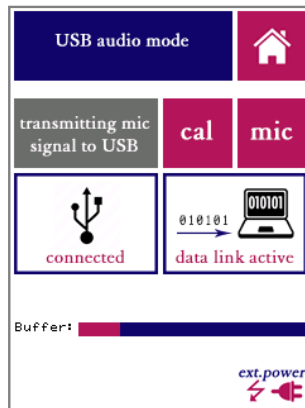 USB audio mode
transmitting mic
signal to USB
cal
mic
connected
010101
010101
data link active
Buffer:
ext.power